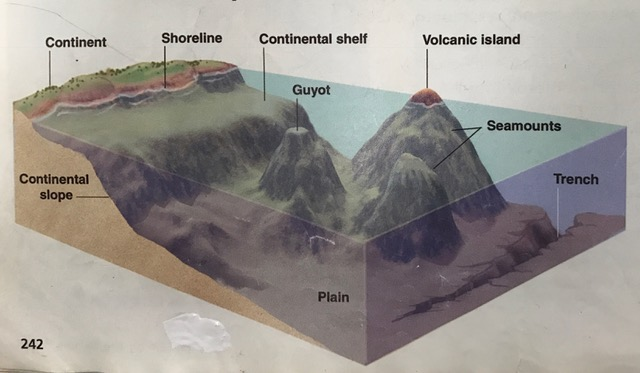 Continent
Shoreline
Continental shelf
Volcanic island
Guyot
Seamounts
Continental
slope
Trench
Plain
242